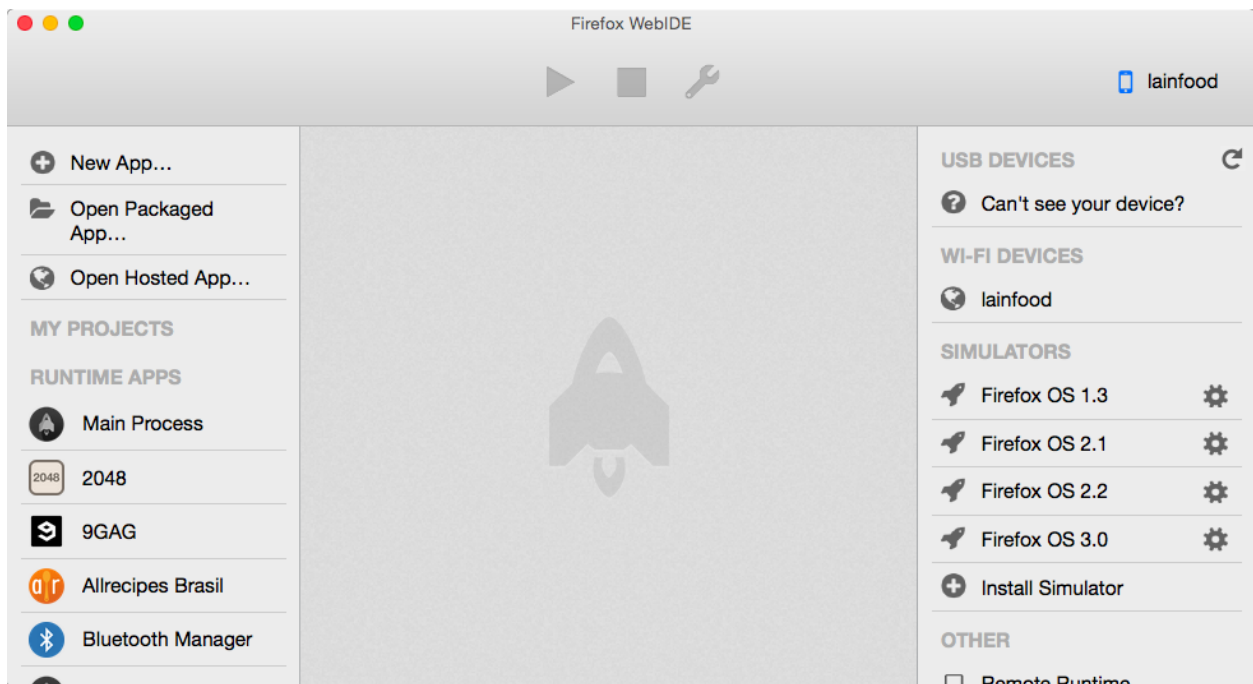 Firefox WebIDE
lainfood
New App...
Open Packaged
App...
Open Hosted App...
MY PROJECTS
RUNTIME APPS
Main Process
2048
2048
9GAG
Allrecipes Brasil
Bluetooth Manager
USB DEVICES
Can't see your device?
WI-FI DEVICES
lainfood
SIMULATORS
Firefox OS 1.3
Firefox OS 2.1
Firefox OS 2.2
Firefox OS 3.0
Install Simulator
OTHER
Remote Runtime